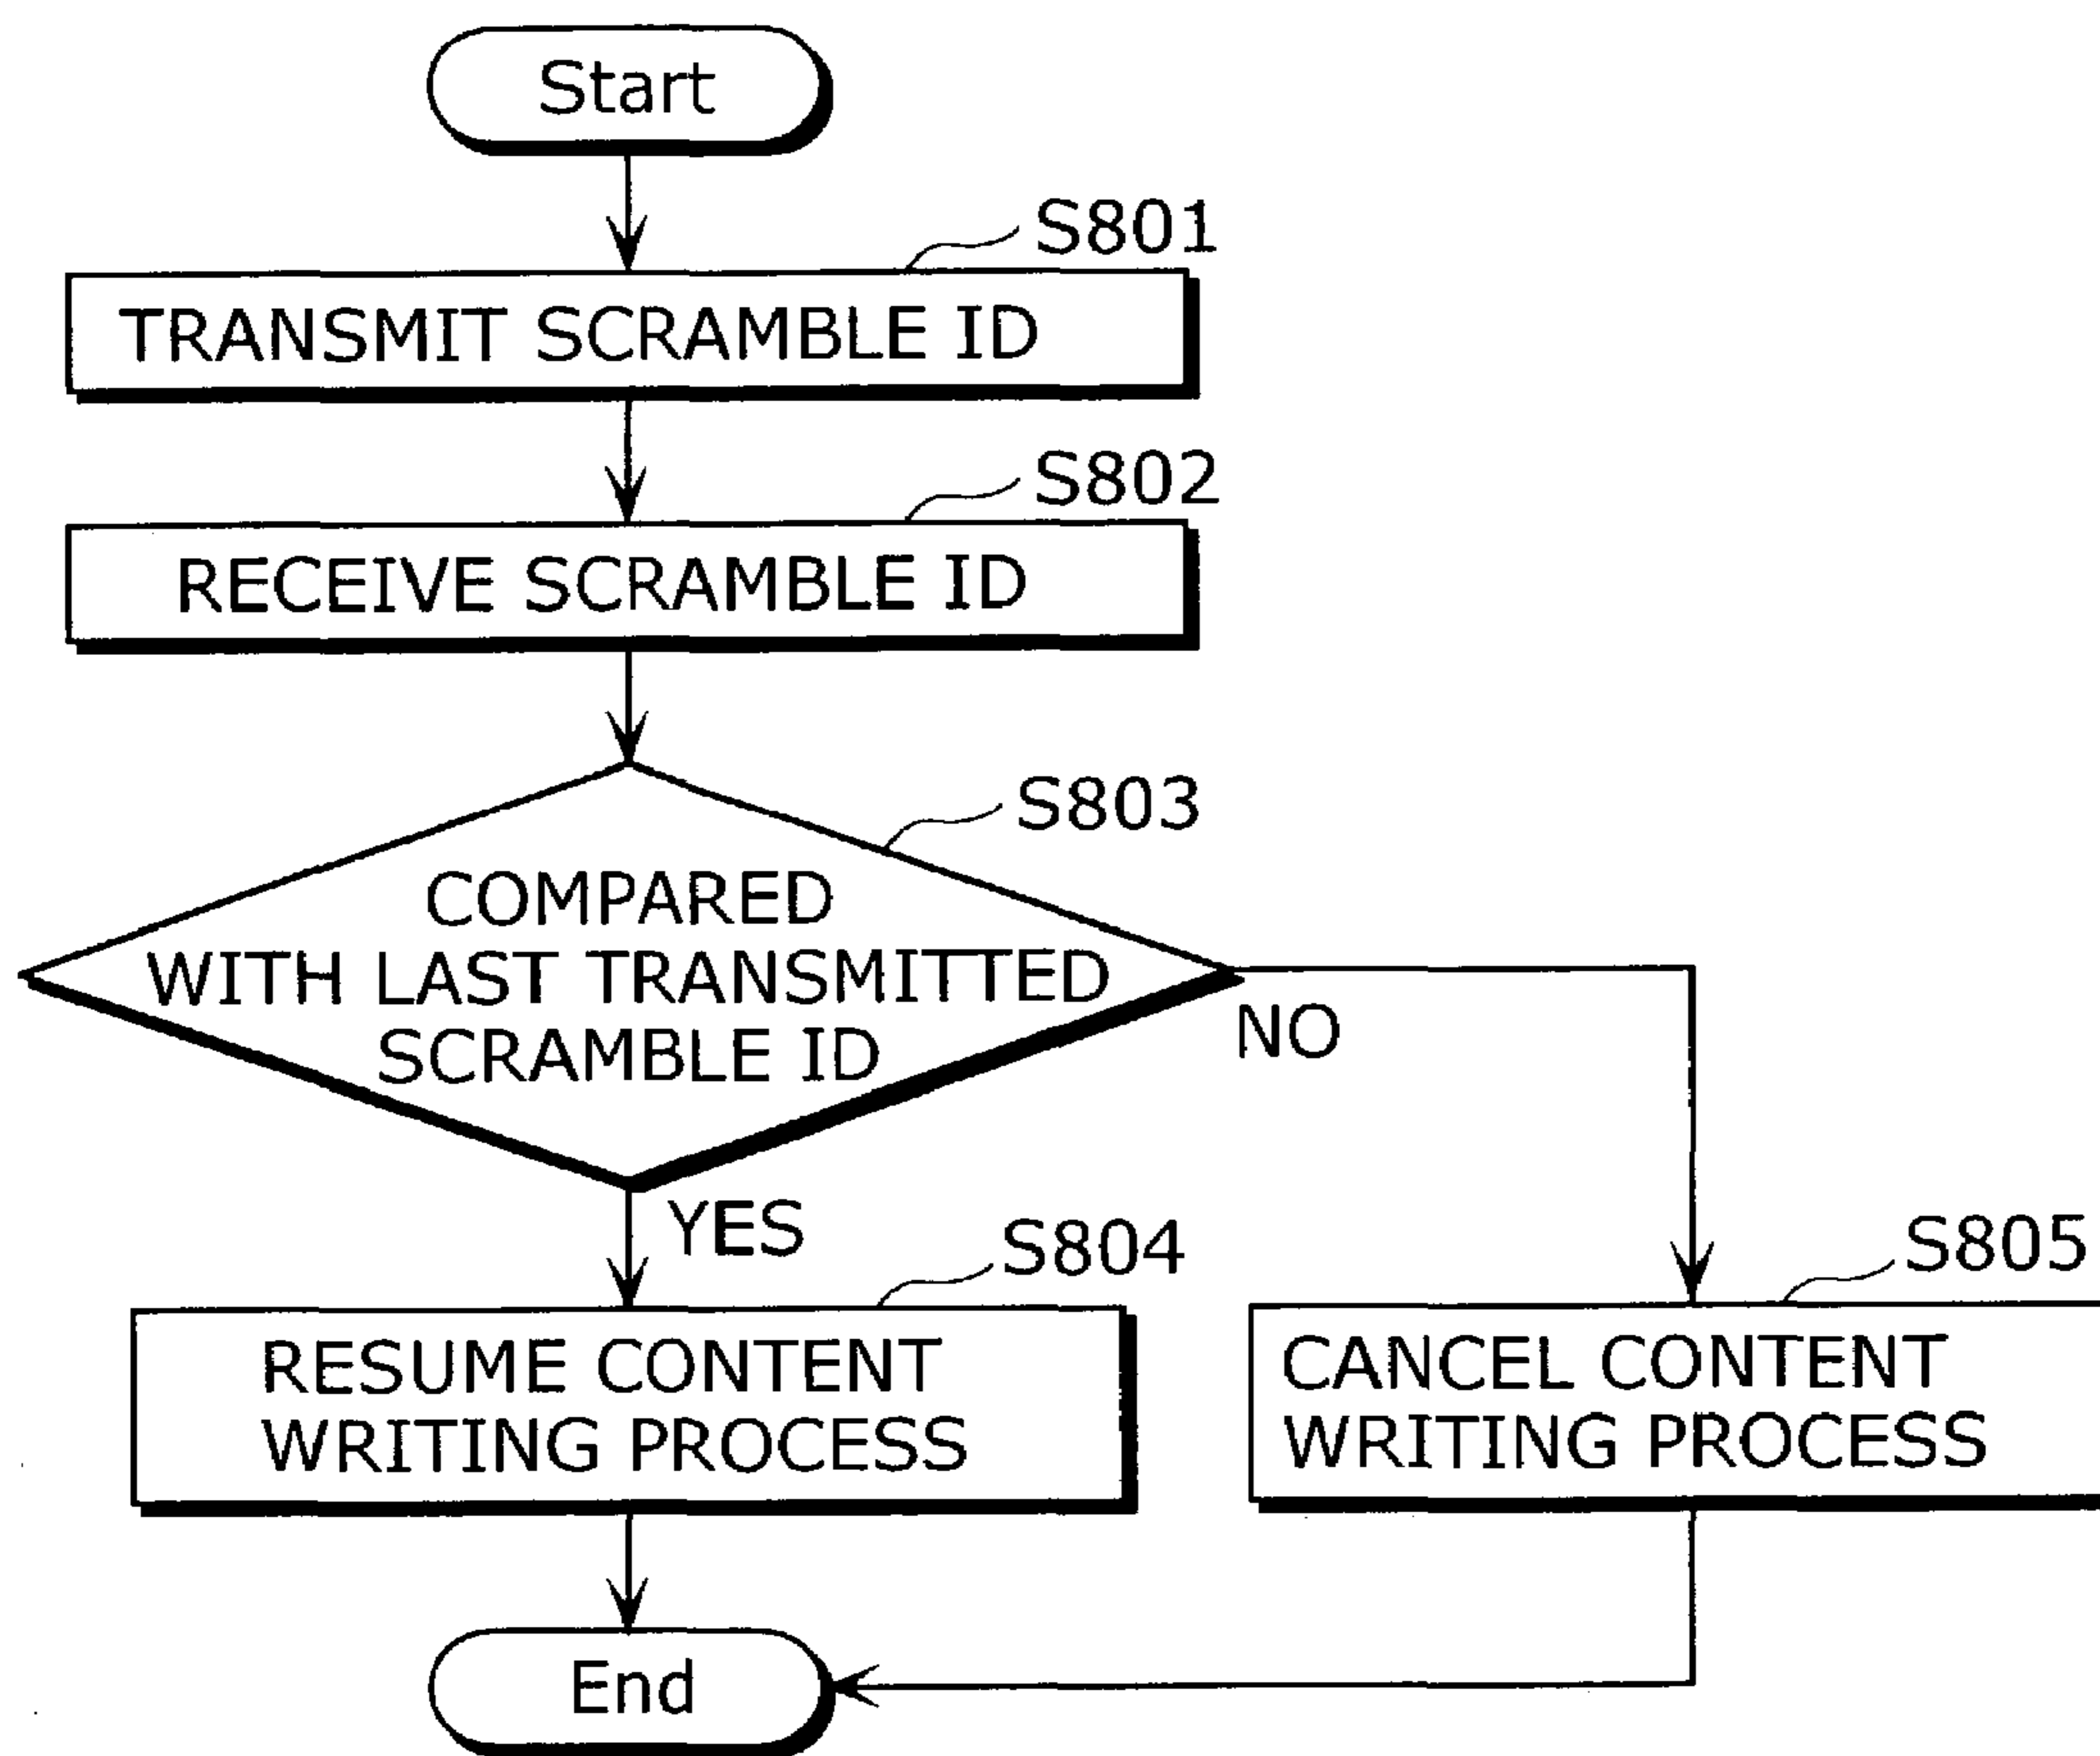 Start
S801
TRANSMIT SCRAMBLE ID
S802
RECEIVE SCRAMBLE ID
S803
COMPARED
WITH LAST TRANSMITTED
SCRAMBLE ID
NO
YES
S804
RESUME CONTENT
WRITING PROCESS
S805
CANCEL CONTENT
WRITING PROCESS
End